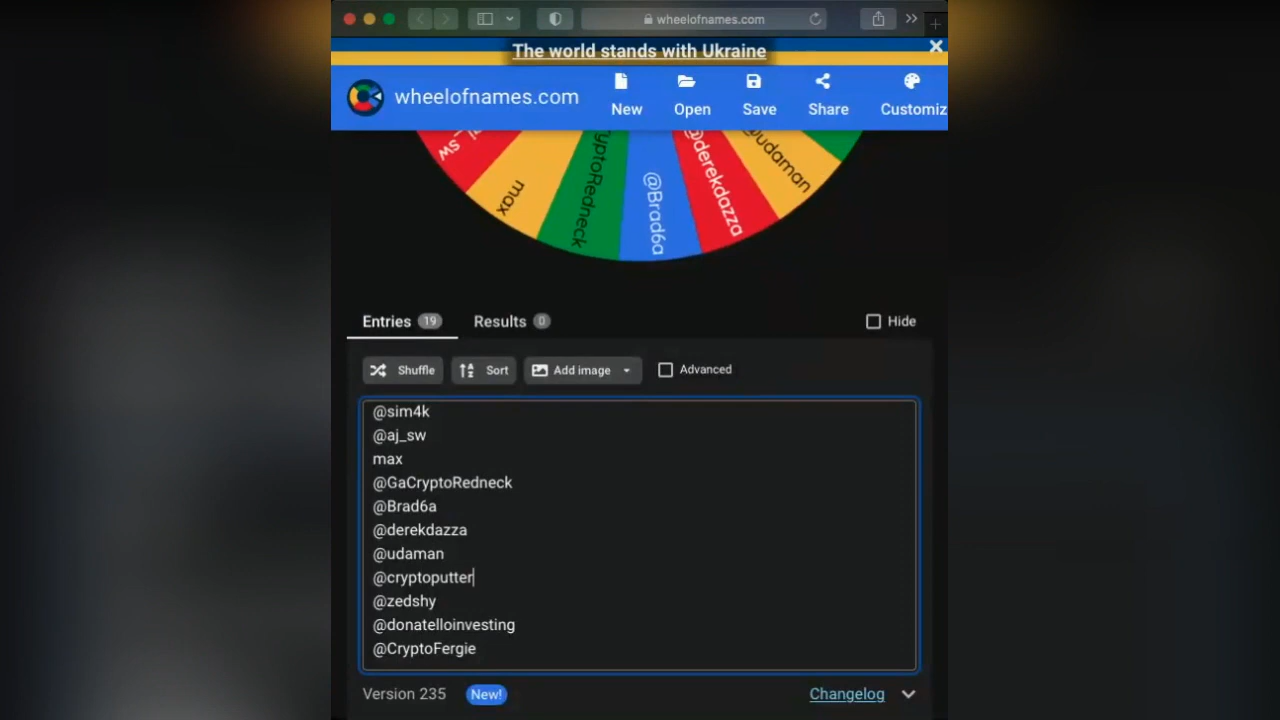 wheelofnames.com
The world stands with Ukraine
wheelofnames.com
New
Open
Save
Share
Customiz
max
@Brad6a
@derekdazza
@udaman
Entries 19
Results 0
Hide
Shuffle
Sort
Add image
Advanced
@sim4k
@aj_sw
max
@GaCryptoRedneck
@Brad6a
@derekdazza
@udaman
@cryptoputter
@zedshy
@donatelloinvesting
@CryptoFergie
Version 235
New!
Changelog